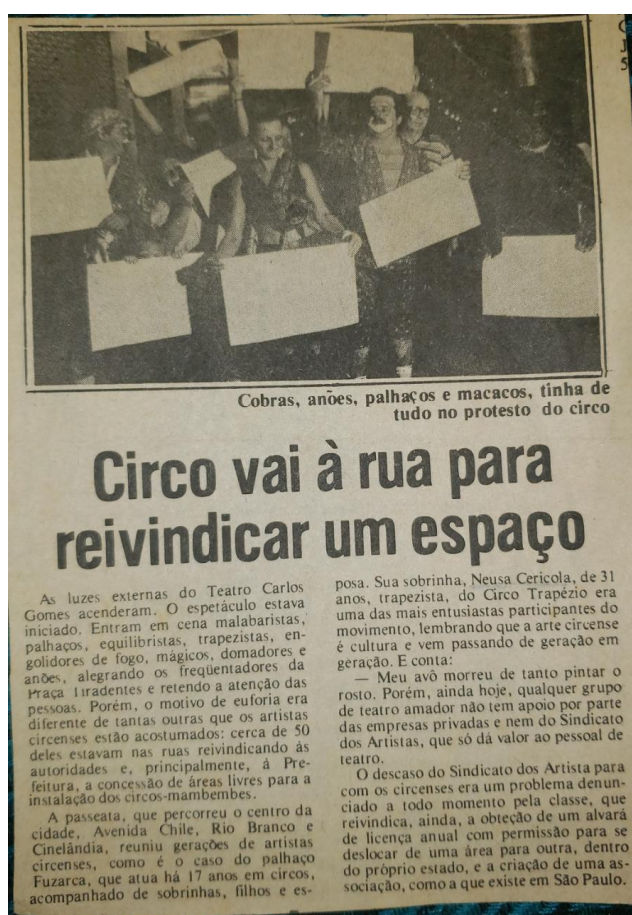 C
J
5
Cobras, anões, palhaços e macacos, tinha de
tudo no protesto do circo
Circo vai à rua para
reivindicar um espaço
As luzes externas do Teatro Carlos
Gomes acenderam. O espetáculo estava
iniciado. Entram em cena malabaristas,
palhaços, equilibristas, trapezistas, en-
golidores de fogo, mágicos, domadores e
anões, alegrando os freqüentadores da
Praça Tiradentes e retendo a atenção das
pessoas. Porém, o motivo de euforia era
diferente de tantas outras que os artistas
circenses estão acostumados: cerca de 50
deles estavam nas ruas reivindicando ás
autoridades e, principalmente, á Pre-
feitura, a concessão de áreas livres para a
instalação dos circos-mambembes.
A passeata, que percorreu o centro da
cidade, Avenida Chile, Rio Branco e
Cinelândia, reuniu gerações de artistas
circenses, como é o caso do palhaço
Fuzarca, que atua há 17 anos em circos,
acompanhado de sobrinhas, filhos e es-
posa. Sua sobrinha, Neusa Cericola, de 31
anos, trapezista, do Circo Trapézio era
uma das mais entusiastas participantes do
movimento, lembrando que a arte circense
é cultura e vem passando de geração em
geração. E conta:
— Meu avô morreu de tanto pintar o
rosto. Porém, ainda hoje, qualquer grupo
de teatro amador não tem apoio por parte
das empresas privadas e nem do Sindicato
dos Artistas, que só dá valor ao pessoal de
teatro.
O descaso do Sindicato dos Artista para
com os circenses era um problema denun-
ciado a todo momento pela classe, que
reivindica, ainda, a obteção de um alvará
de licença anual com permissão para se
deslocar de uma área para outra, dentro
do próprio estado, e a criação de uma as-
sociação, como a que existe em São Paulo.